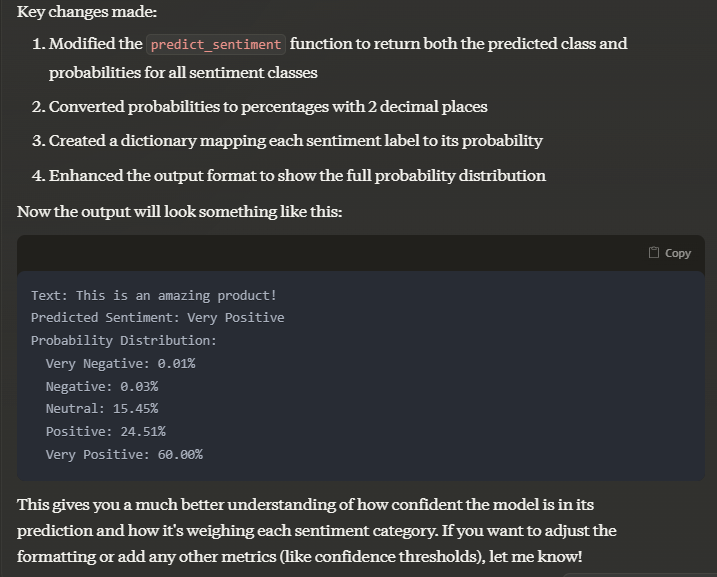 Key changes made:
1. Modified the predict_sentiment function to return both the predicted class and
probabilities for all sentiment classes
2. Converted probabilities to percentages with 2 decimal places
3. Created a dictionary mapping each sentiment label to its probability
4. Enhanced the output format to show the full probability distribution
Now the output will look something like this:
Copy
Text: This is an amazing product!
Predicted Sentiment: Very Positive
Probability Distribution:
Very Negative: 0.01%
Negative: 0.03%
Neutral: 15.45%
Positive: 24.51%
Very Positive: 60.00%
This gives you a much better understanding of how confident the model is in its
prediction and how it's weighing each sentiment category. If you want to adjust the
formatting or add any other metrics (like confidence thresholds), let me know!